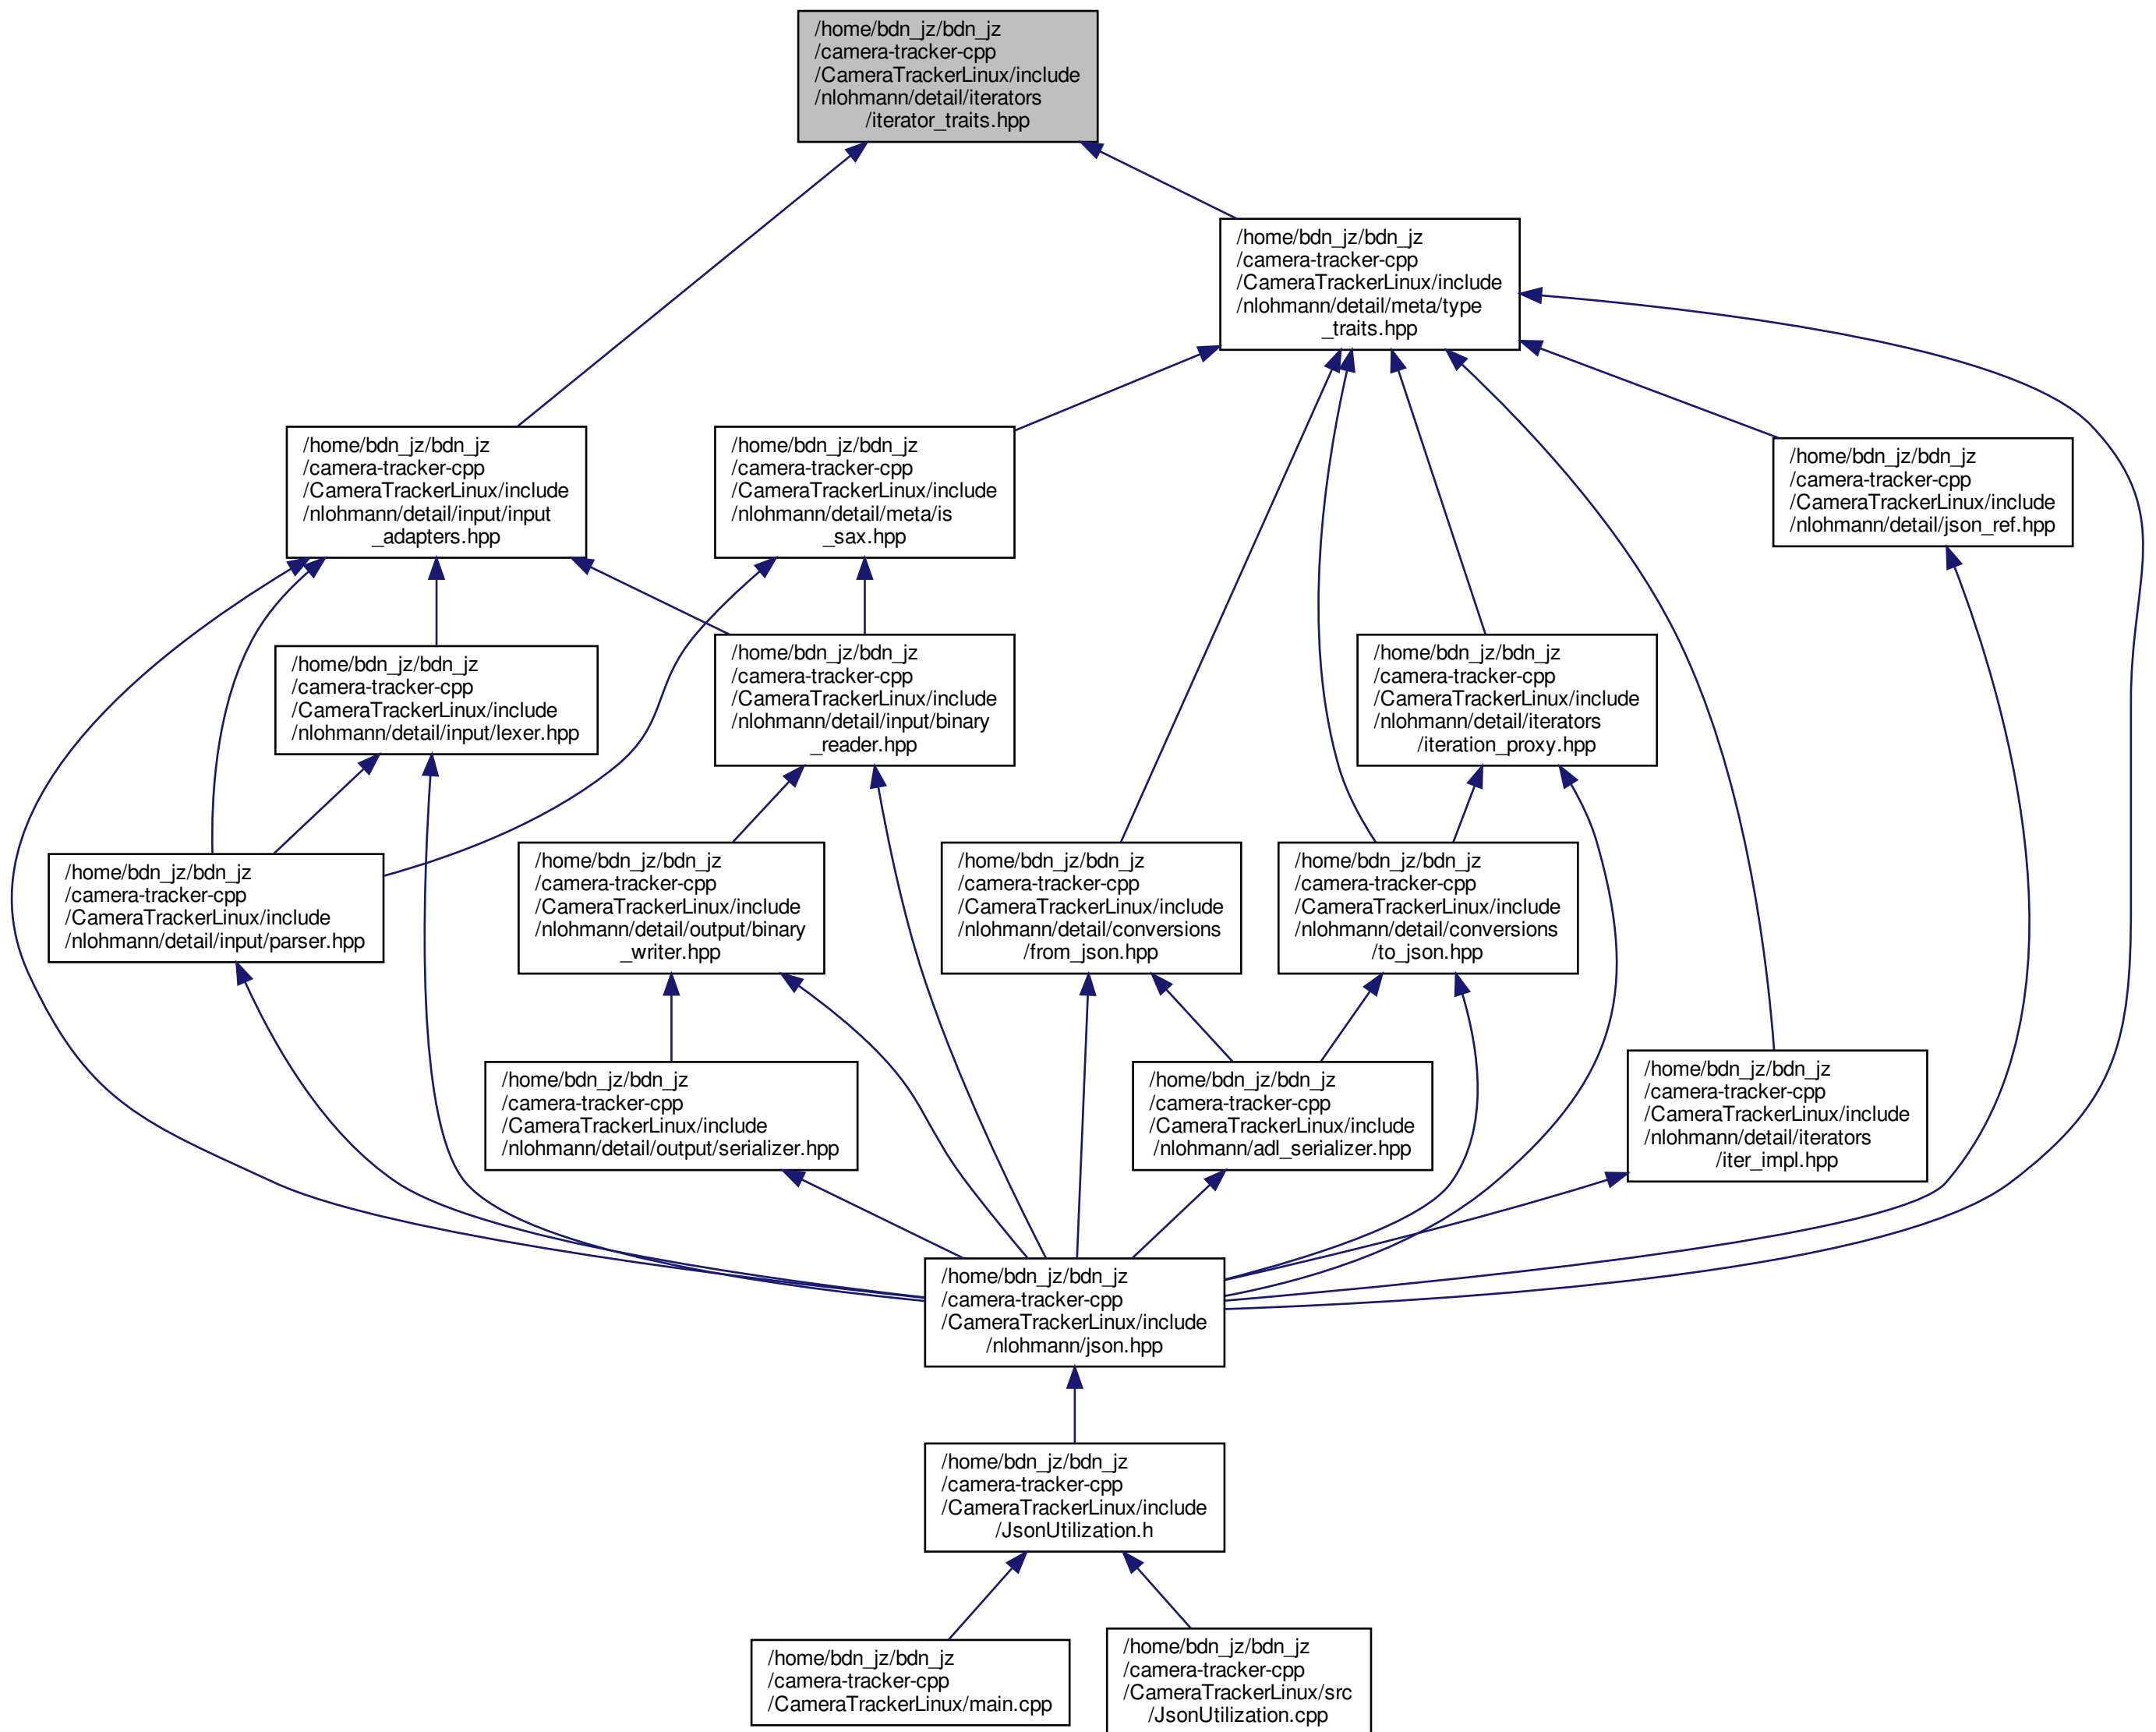 /home/bdn_jz/bdn_jz
/camera-tracker-cpp
/CameraTrackerLinux/include
/nlohmann/detail/iterators
/iterator_traits.hpp
/home/bdn_jz/bdn_jz
/camera-tracker-cpp
/CameraTrackerLinux/include
/nlohmann/detail/meta/type
_traits.hpp
/home/bdn_jz/bdn_jz
/camera-tracker-cpp
/CameraTrackerLinux/include
/nlohmann/detail/input/input
_adapters.hpp
/home/bdn_jz/bdn_jz
/camera-tracker-cpp
/CameraTrackerLinux/include
/nlohmann/detail/meta/is
_sax.hpp
/home/bdn_jz/bdn_jz
/camera-tracker-cpp
/CameraTrackerLinux/include
/nlohmann/detail/json_ref.hpp
/home/bdn_jz/bdn_jz
/camera-tracker-cpp
/CameraTrackerLinux/include
/nlohmann/detail/input/lexer.hpp
/home/bdn_jz/bdn_jz
/camera-tracker-cpp
/CameraTrackerLinux/include
/nlohmann/detail/input/binary
_reader.hpp
/home/bdn_jz/bdn_jz
/camera-tracker-cpp
/CameraTrackerLinux/include
/nlohmann/detail/iterators
/iteration_proxy.hpp
/home/bdn_jz/bdn_jz
/camera-tracker-cpp
/CameraTrackerLinux/include
/nlohmann/detail/input/parser.hpp
/home/bdn_jz/bdn_jz
/camera-tracker-cpp
/CameraTrackerLinux/include
/nlohmann/detail/output/binary
_writer.hpp
/home/bdn_jz/bdn_jz
/camera-tracker-cpp
/CameraTrackerLinux/include
/nlohmann/detail/conversions
/from_json.hpp
/home/bdn_jz/bdn_jz
/camera-tracker-cpp
/CameraTrackerLinux/include
/nlohmann/detail/conversions
/to_json.hpp
/home/bdn_jz/bdn_jz
/camera-tracker-cpp
/CameraTrackerLinux/include
/nlohmann/detail/output/serializer.hpp
/home/bdn_jz/bdn_jz
/camera-tracker-cpp
/CameraTrackerLinux/include
/nlohmann/adl_serializer.hpp
/home/bdn_jz/bdn_jz
/camera-tracker-cpp
/CameraTrackerLinux/include
/nlohmann/detail/iterators
/iter_impl.hpp
/home/bdn_jz/bdn_jz
/camera-tracker-cpp
/CameraTrackerLinux/include
/nlohmann/json.hpp
/home/bdn_jz/bdn_jz
/camera-tracker-cpp
/CameraTrackerLinux/include
/JsonUtilization.h
/home/bdn_jz/bdn_jz
/camera-tracker-cpp
/CameraTrackerLinux/main.cpp
/home/bdn_jz/bdn_jz
/camera-tracker-cpp
/CameraTrackerLinux/src
/JsonUtilization.cpp